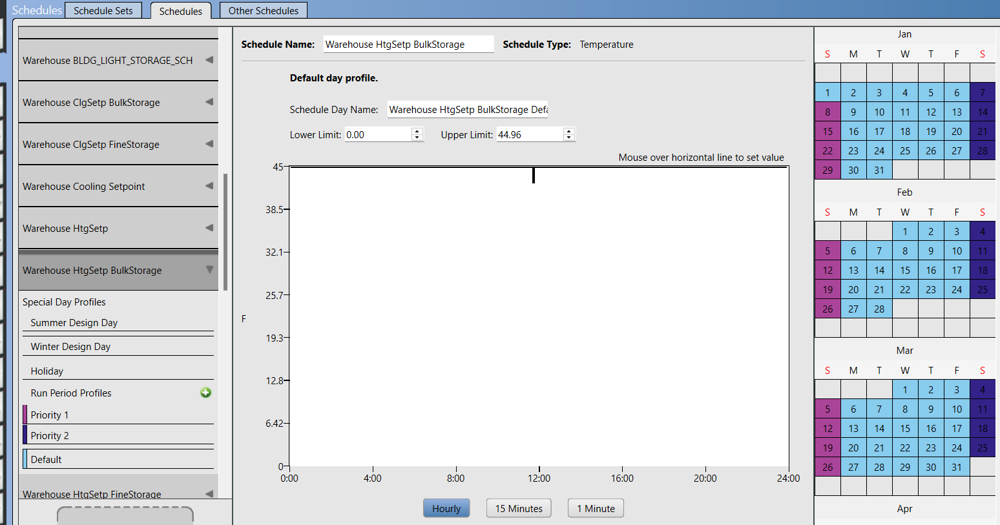 Schedules Schedule Sets Schedules Other Schedules
Warehouse BLDG_LIGHT_STORAGE_SCH
Warehouse ClgSetp BulkStorage
Warehouse ClgSetp FineStorage
Warehouse Cooling Setpoint
Warehouse HtgSetp
Warehouse HtgSetp BulkStorage
Special Day Profiles
Summer Design Day
Winter Design Day
Holiday
Run Period Profiles
Priority 1
Priority 2
Default
Warehouse HtgSetp FineStorage
Schedule Name: Warehouse HtgSetp BulkStorage Schedule Type: Temperature
Default day profile.
Schedule Day Name: Warehouse HtgSetp BulkStorage Defa
Lower Limit: 0.00 Upper Limit: 44.96
Mouse over horizontal line to set value
45
38.5
32.1
25.7
F
19.3
12.8
6.42
0
0:00 4:00 8:00 12:00 16:00 20:00 24:00
Hourly 15 Minutes 1 Minute
Jan
S M T W T F S
1 2 3 4 5 6 7
8 9 10 11 12 13 14
15 16 17 18 19 20 21
22 23 24 25 26 27 28
29 30 31
Feb
S M T W T F S
1 2 3 4
5 6 7 8 9 10 11
12 13 14 15 16 17 18
19 20 21 22 23 24 25
26 27 28
Mar
S M T W T F S
1 2 3 4
5 6 7 8 9 10 11
12 13 14 15 16 17 18
19 20 21 22 23 24 25
26 27 28 29 30 31
Apr